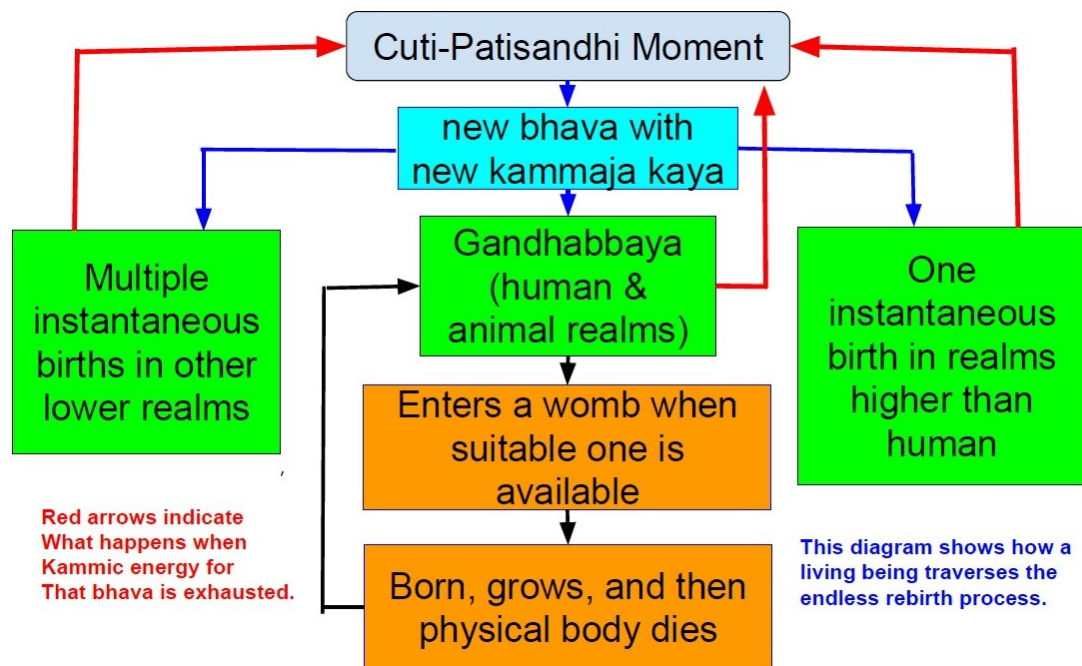 Cuti-Patisandhi Moment
new bhava with
new kammaja kaya
Multiple
instantaneous
births in other
lower realms
Gandhabbaya
(human &
animal realms)
One
instantaneous
birth in realms
higher than
human
Enters a womb when
suitable one is
available
Born, grows, and then
physical body dies
Red arrows indicate
What happens when
Kammic energy for
That bhava is exhausted.
This diagram shows how a
living being traverses the
endless rebirth process.